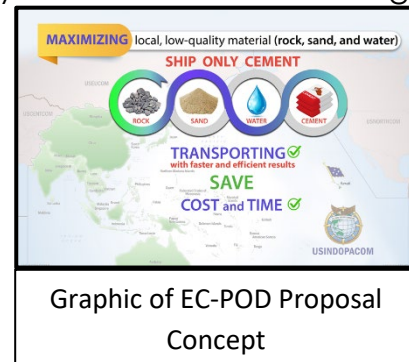 MAXIMIZING local, low-quality material (rock, sand, and water)
SHIP ONLY CEMENT
ROCK SAND WATER CEMENT
TRANSPORTING
with faster and efficient results
SAVE
COST and TIME
USINDOPACOM
Graphic of EC-POD Proposal
Concept